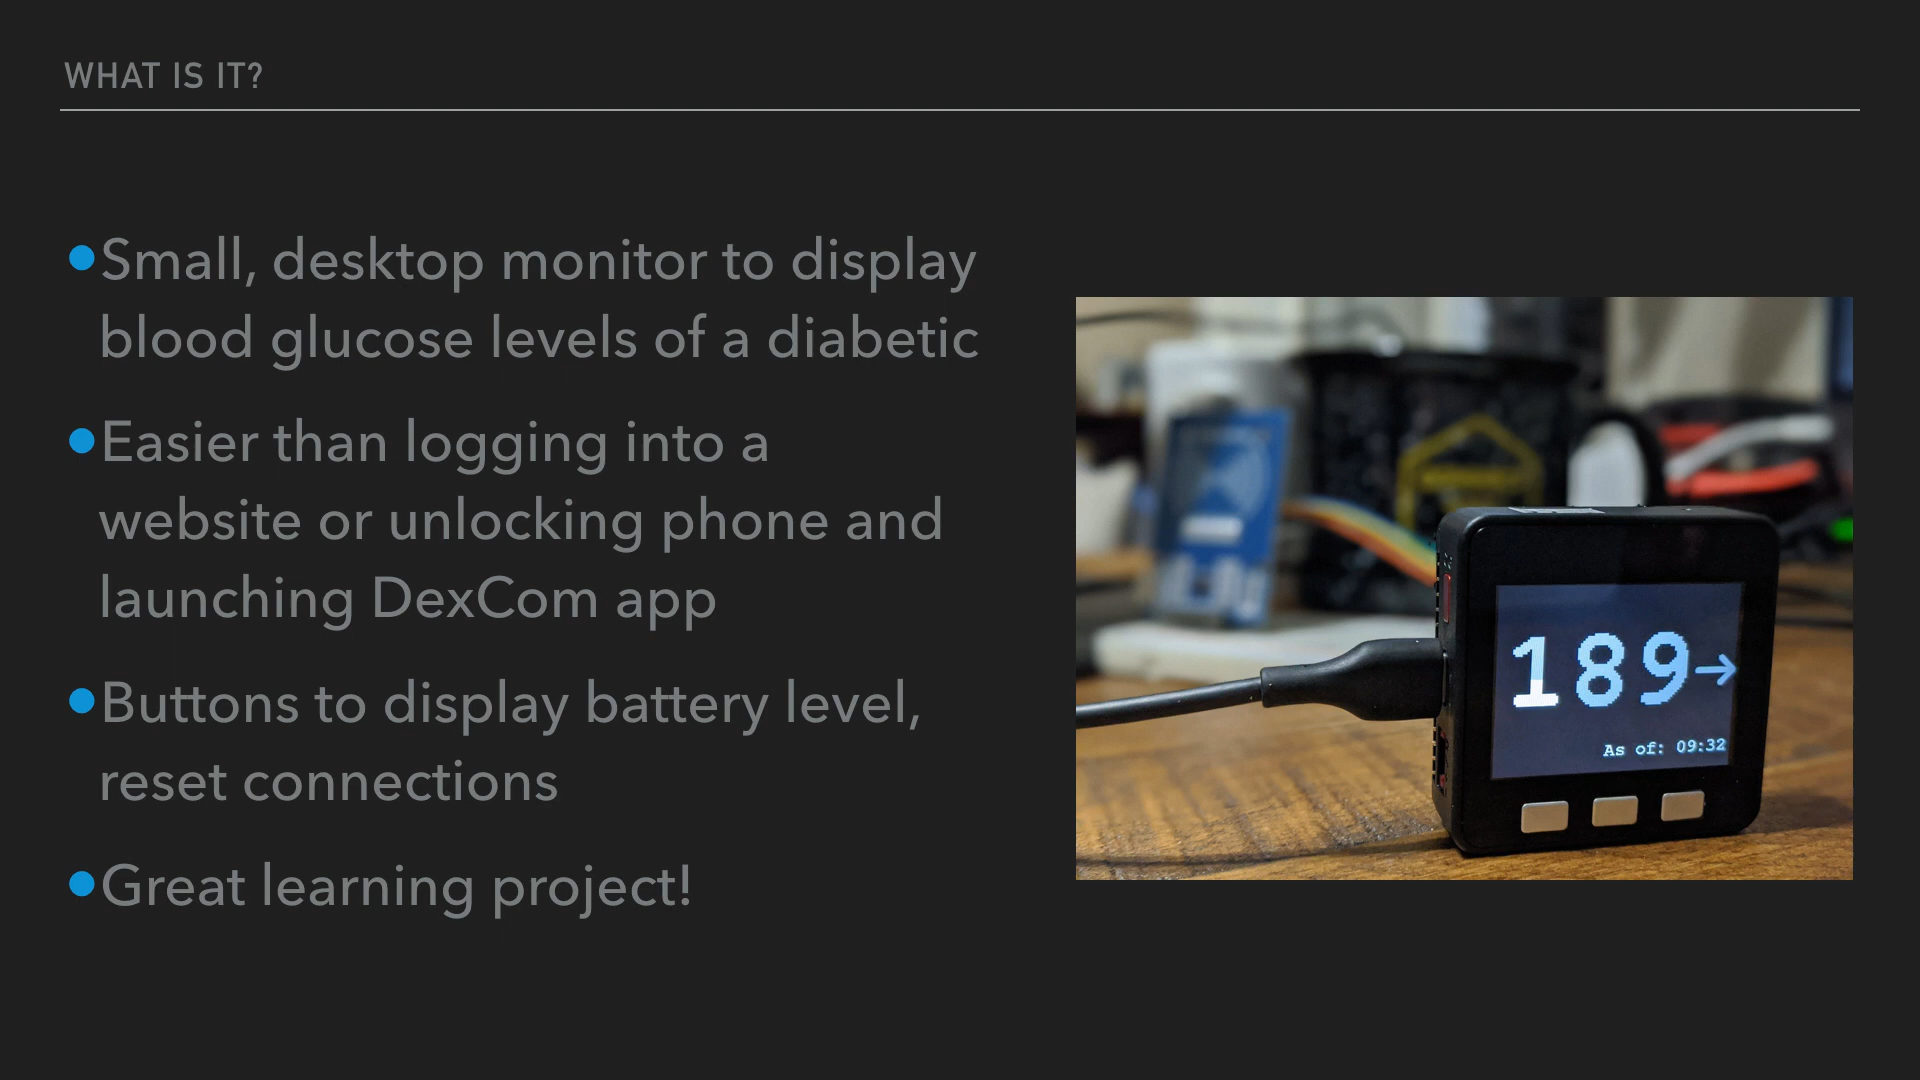 WHAT IS IT?
•Small, desktop monitor to display
blood glucose levels of a diabetic
•Easier than logging into a
website or unlocking phone and
launching DexCom app
•Buttons to display battery level,
reset connections
•Great learning project!
189→
As of: 09:32